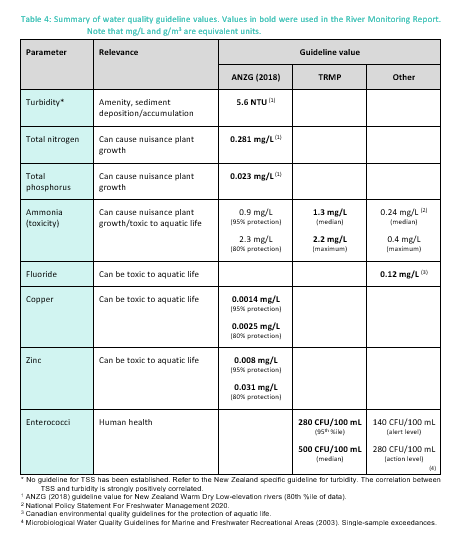 Table 4: Summary of water quality guideline values. Values in bold were used in the River Monitoring Report.
Note that mg/L and g/m³ are equivalent units.
Parameter Relevance Guideline value
ANZG (2018) TRMP Other
Turbidity* Amenity, sediment 5.6 NTU (1)
deposition/accumulation
Total nitrogen Can cause nuisance plant 0.281 mg/L (1)
growth
Total Can cause nuisance plant 0.023 mg/L (1)
phosphorus growth
Ammonia Can cause nuisance plant 0.9 mg/L 1.3 mg/L 0.24 mg/L (2)
(toxicity) growth/toxic to aquatic life (95% protection) (median) (median)
2.3 mg/L 2.2 mg/L 0.4 mg/L
(80% protection) (maximum) (maximum)
Fluoride Can be toxic to aquatic life 0.12 mg/L (3)
Copper Can be toxic to aquatic life 0.0014 mg/L
(95% protection)
0.0025 mg/L
(80% protection)
Zinc Can be toxic to aquatic life 0.008 mg/L
(95% protection)
0.031 mg/L
(80% protection)
Enterococci Human health 280 CFU/100 mL 140 CFU/100 mL
(95th %ile) (alert level)
500 CFU/100 mL 280 CFU/100 mL
(median) (action level)
(4)
* No guideline for TSS has been established. Refer to the New Zealand specific guideline for turbidity. The correlation between
TSS and turbidity is strongly positively correlated.
1 ANZG (2018) guideline value for New Zealand Warm Dry Low-elevation rivers (80th %ile of data).
2 National Policy Statement For Freshwater Management 2020.
3 Canadian environmental quality guidelines for the protection of aquatic life.
4 Microbiological Water Quality Guidelines for Marine and Freshwater Recreational Areas (2003). Single-sample exceedances.